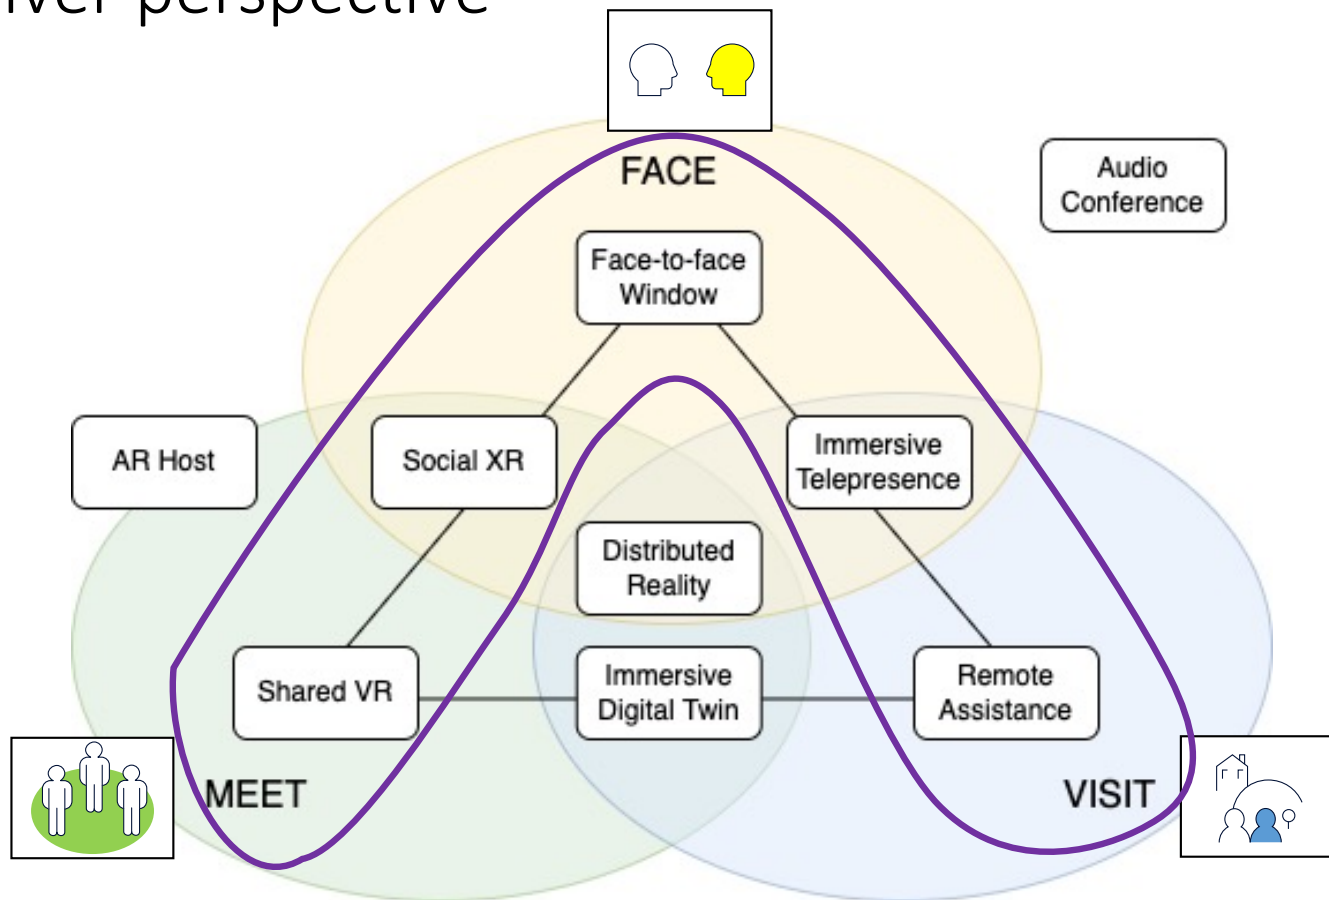 perspective
FACE
Audio
Conference
Face-to-face
Window
AR Host
Social XR
Immersive
Telepresence
Distributed
Reality
Shared VR
Immersive
Digital Twin
Remote
Assistance
MEET
VISIT